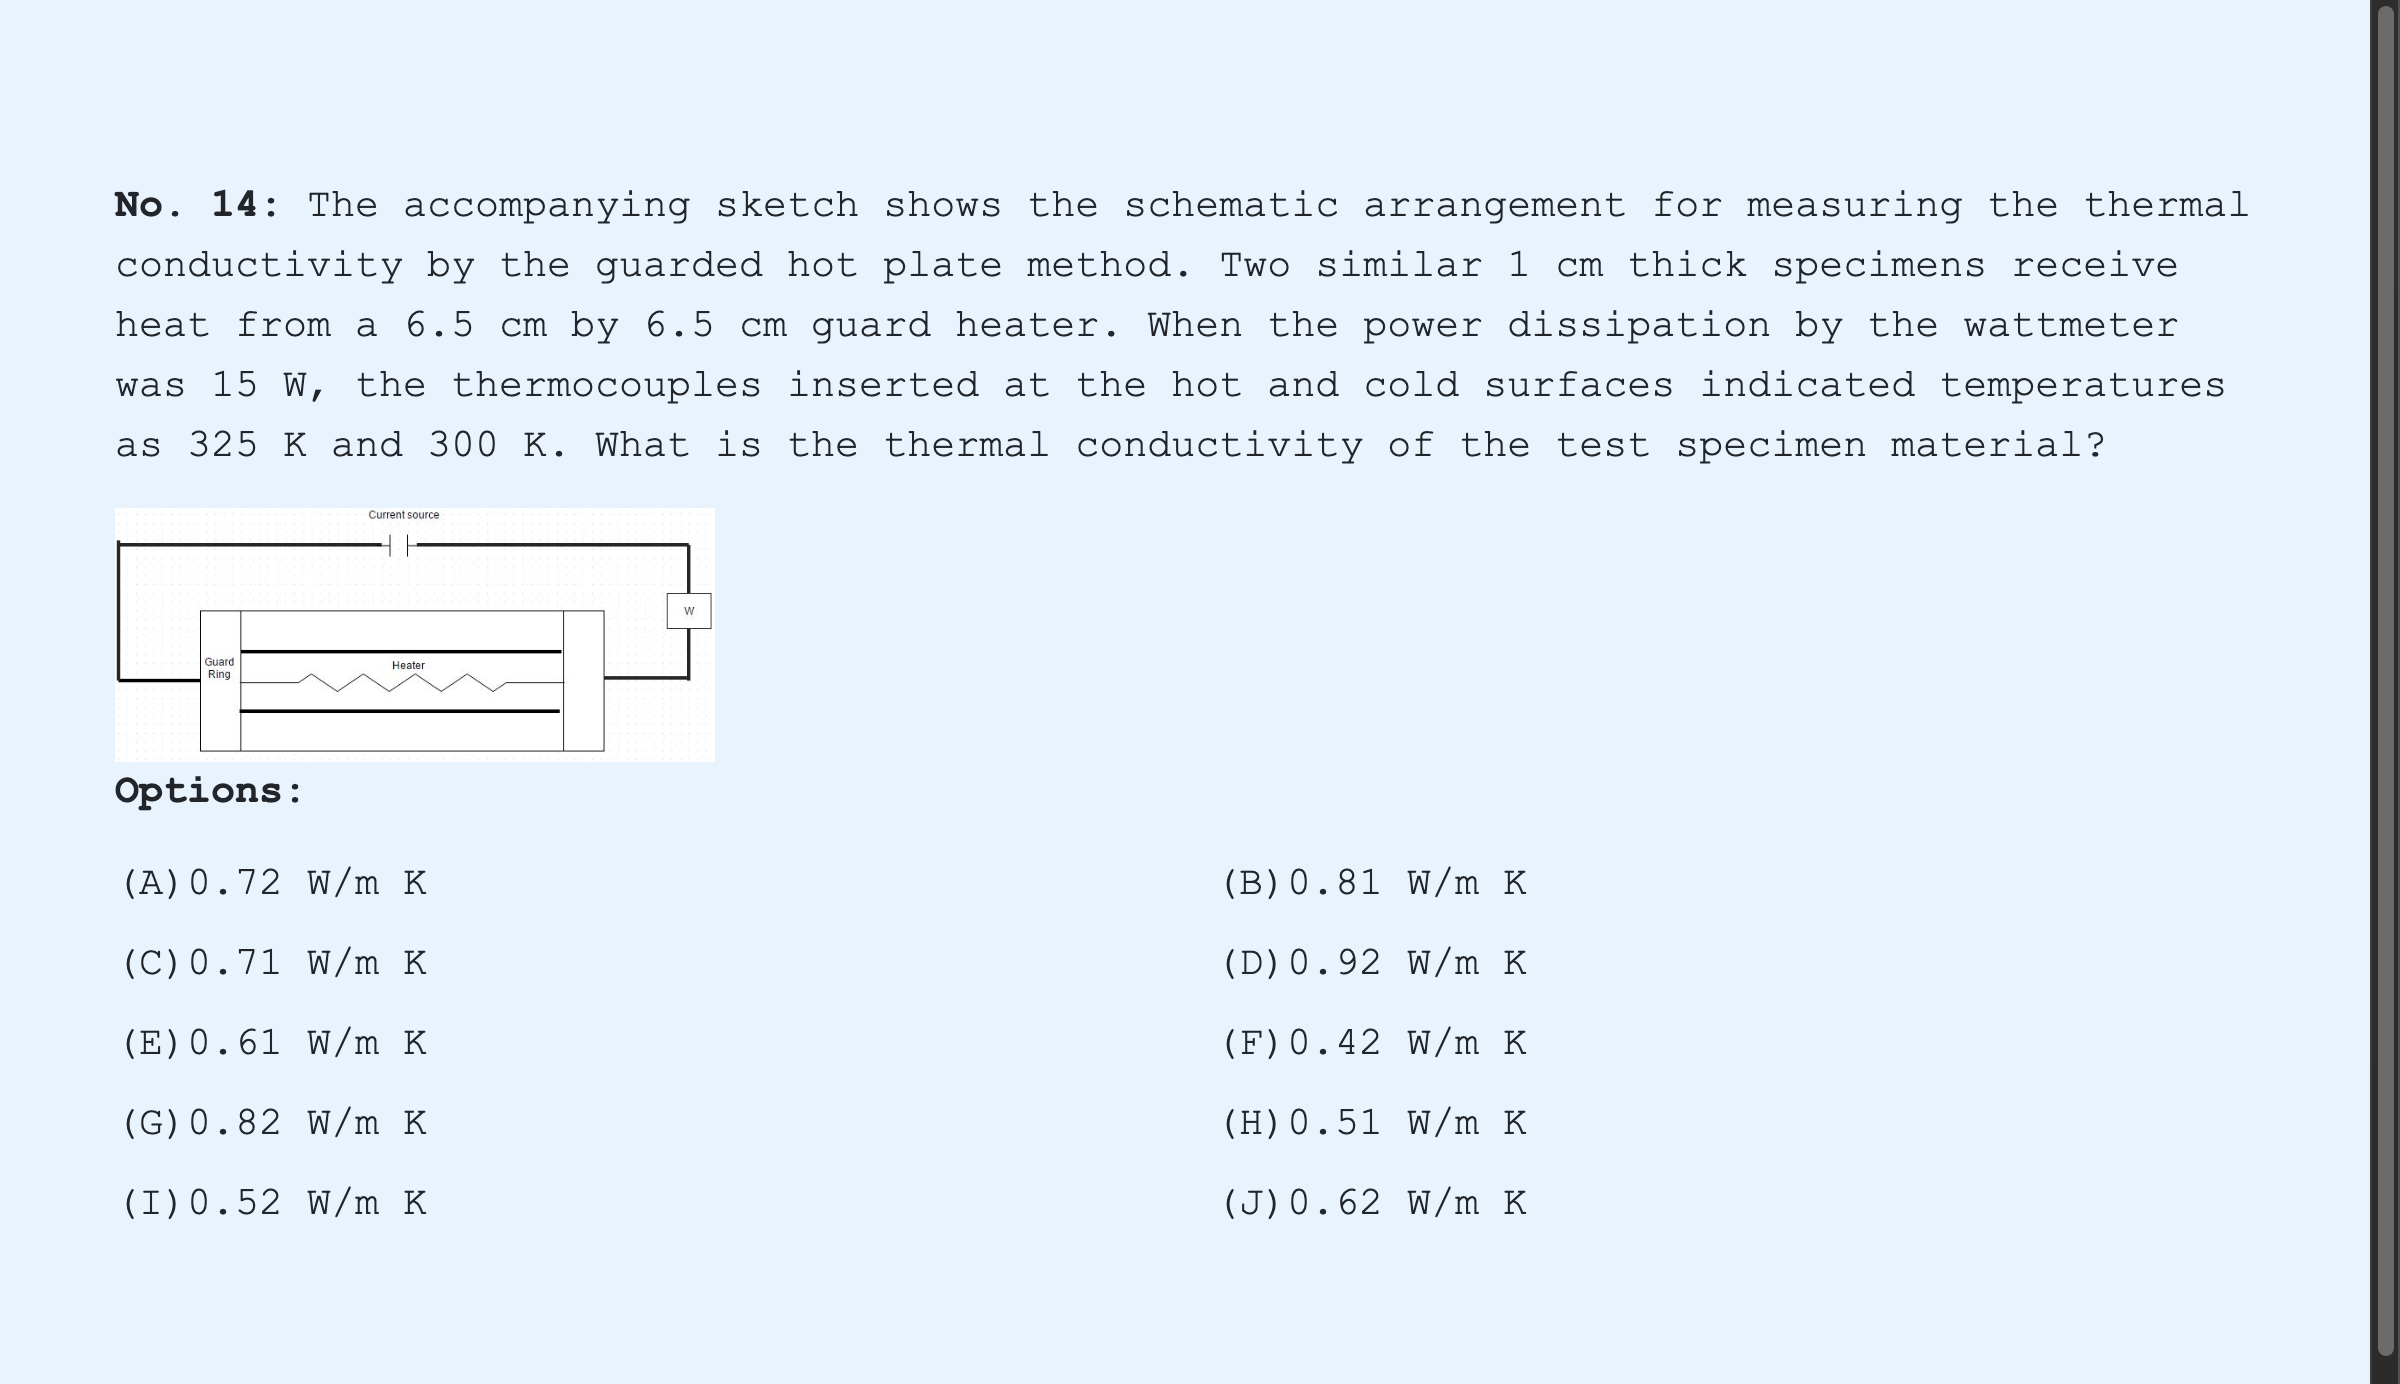 No. 14: The accompanying sketch shows the schematic arrangement for measuring the thermal
conductivity by the guarded hot plate method. Two similar 1 cm thick specimens receive
heat from a 6.5 cm by 6.5 cm guard heater. When the power dissipation by the wattmeter
was 15 W, the thermocouples inserted at the hot and cold surfaces indicated temperatures
as 325 K and 300 K. What is the thermal conductivity of the test specimen material?
Current source
W
Guard
Ring
Heater
Options:
(A)0.72 W/m K
(B)0.81 W/m K
(C)0.71 W/m K
(D)0.92 W/m K
(E)0.61 W/m K
(F)0.42 W/m K
(G)0.82 W/m K
(H)0.51 W/m K
(I)0.52 W/m K
(J)0.62 W/m K